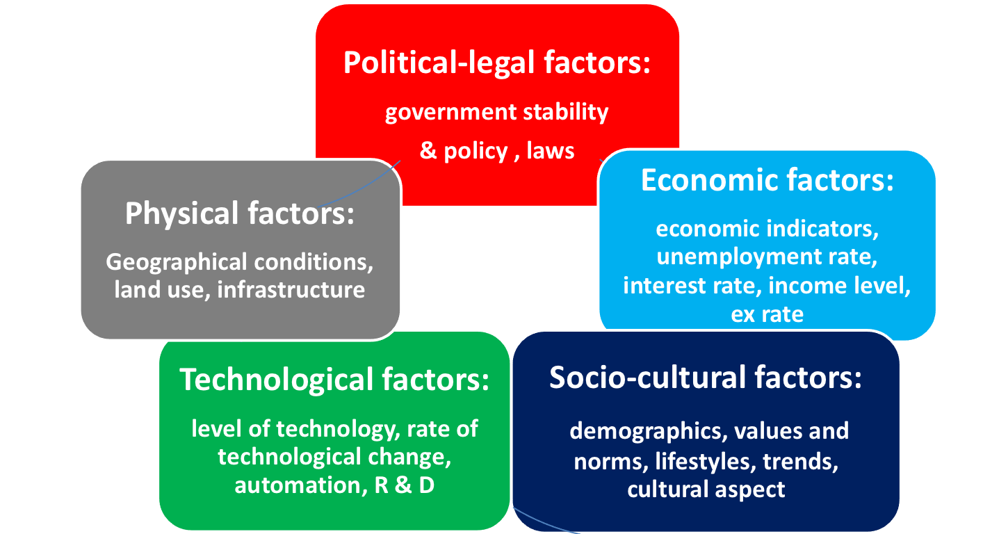 Political-legal factors:
government stability
& policy , laws
Economic factors:
economic indicators,
unemployment rate,
interest rate, income level,
ex rate
Socio-cultural factors:
demographics, values and
norms, lifestyles, trends,
cultural aspect
Technological factors:
level of technology, rate of
technological change,
automation, R & D
Physical factors:
Geographical conditions,
land use, infrastructure